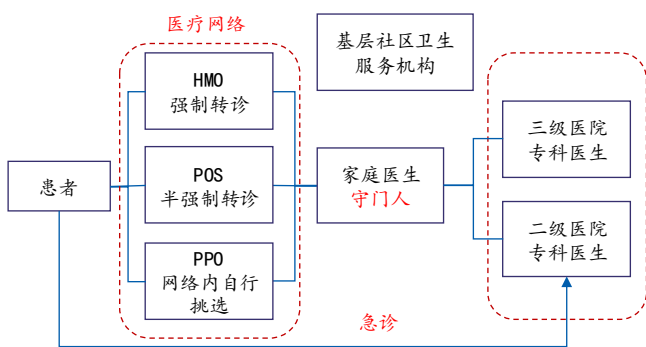 医疗网络
HMO
强制转诊
基层社区卫生
服务机构
三级医院
专科医生
患者
POS
半强制转诊
家庭医生
守门人
二级医院
专科医生
PPO
网络内自行
挑选
急诊